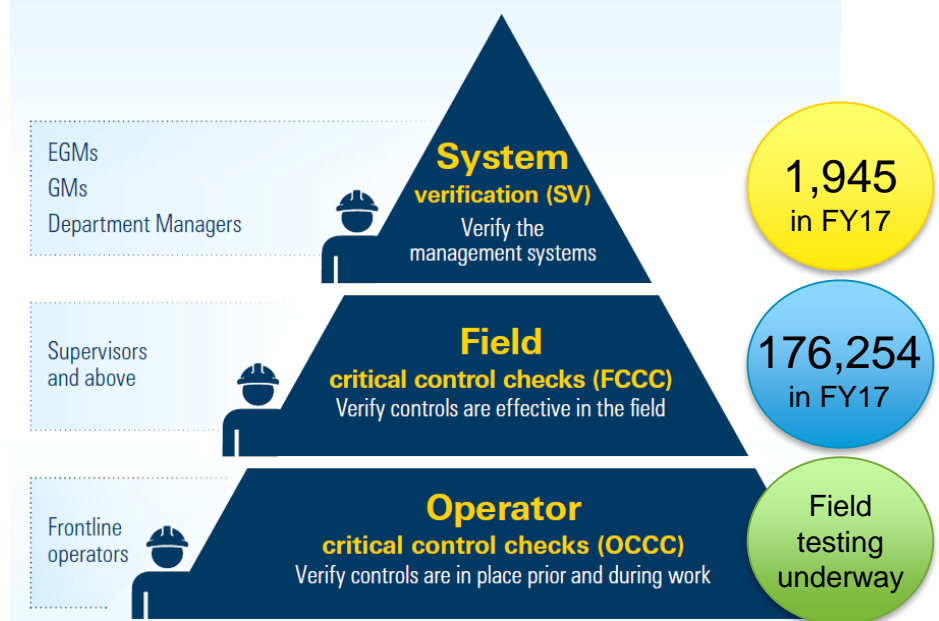 EGMs
GMs
Department Managers
System
verification (SV)
Verify the
management systems
1,945
in FY17
Supervisors
and above
Field
critical control checks (FCCC)
Verify controls are effective in the field
176,254
in FY17
Frontline
operators
Operator
critical control checks (OCCC)
Verify controls are in place prior and during work
Field
testing
underway